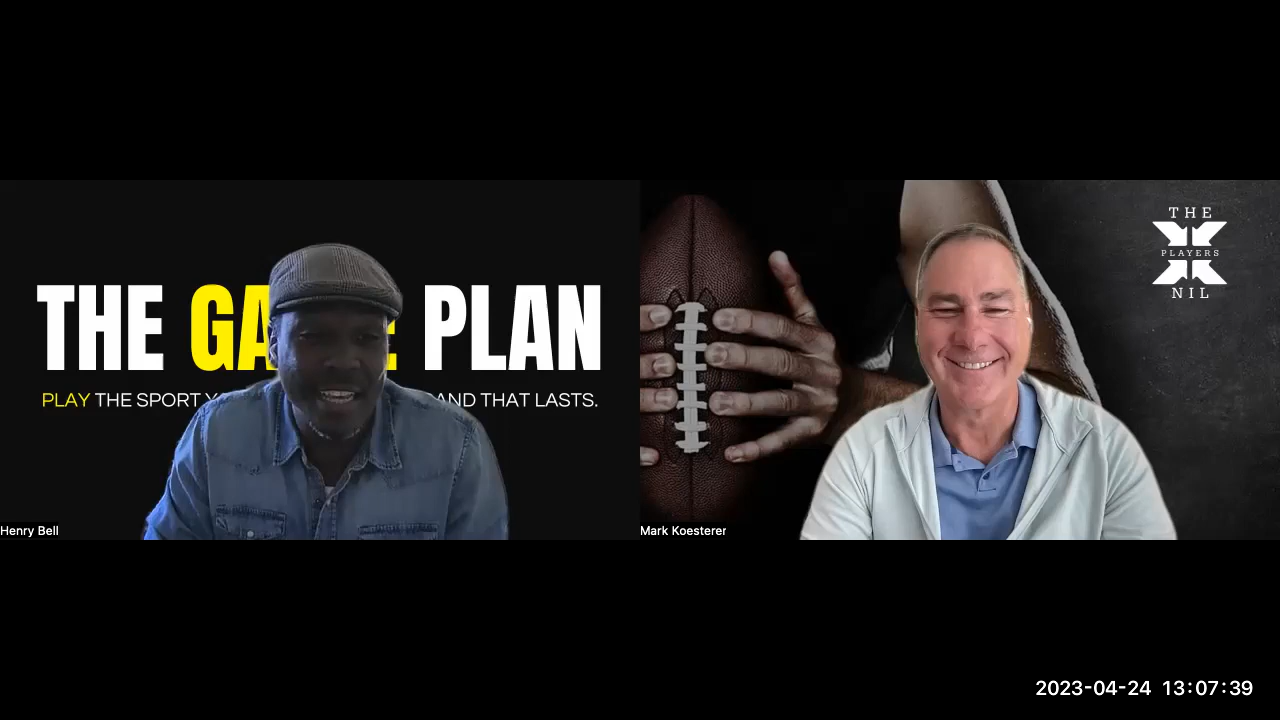 THE GAME PLAN
PLAY THE SPORT AND THAT LASTS.
THE
PLAYERS
NIL
Henry Bell
Mark Koesterer
2023-04-24 13:07:39